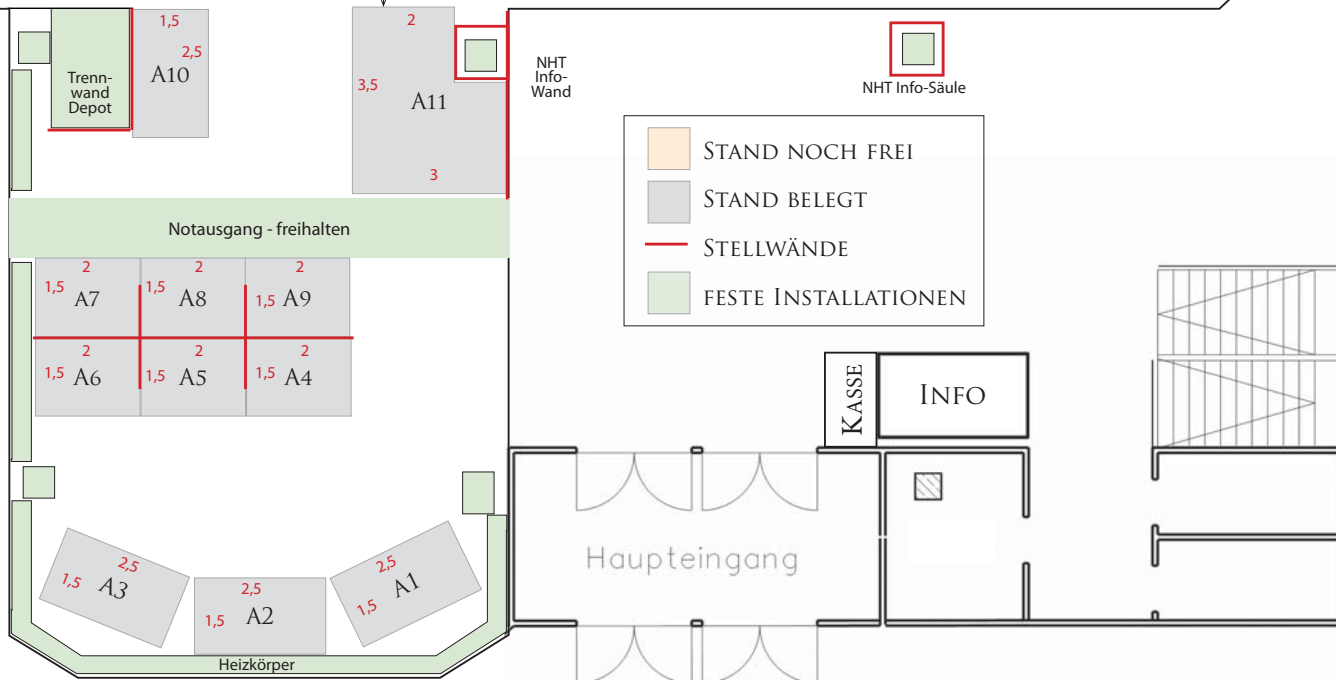 1,5
2,5
A10
Trenn-
wand
Depot
2
3,5
A11
3
NHT
Info-
Wand
NHT Info-Säule
Stand noch frei
Stand belegt
Stellwände
feste Installationen
Notausgang - freihalten
2
1,5
A7
2
1,5
A8
2
1,5
A9
2
1,5
A6
2
1,5
A5
2
1,5
A4
Kasse
Info
Haupteingang
2,5
1,5
A3
2,5
1,5
A2
2,5
1,5
A1
Heizkörper